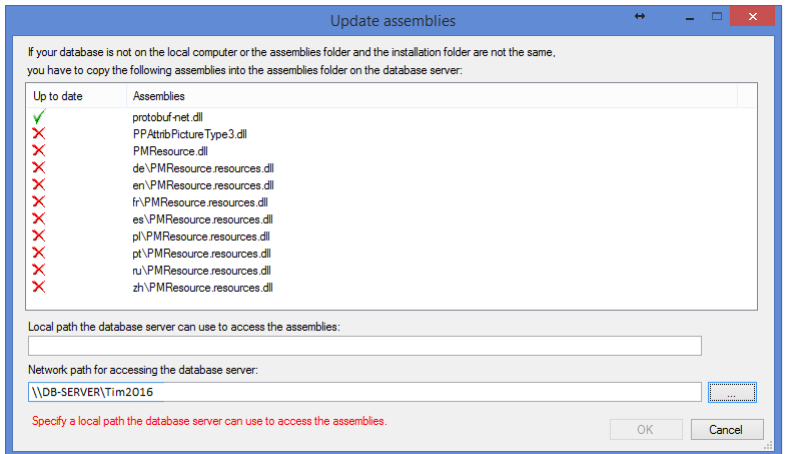 Update assemblies
If your database is not on the local computer or the assemblies folder and the installation folder are not the same,
you have to copy the following assemblies into the assemblies folder on the database server:
Up to date Assemblies
protobuf-net.dll
PPAttribPictureType3.dll
PMResource.dll
de\PMResource.resources.dll
en\PMResource.resources.dll
fr\PMResource.resources.dll
es\PMResource.resources.dll
pl\PMResource.resources.dll
pt\PMResource.resources.dll
ru\PMResource.resources.dll
zh\PMResource.resources.dll
Local path the database server can use to access the assemblies:
Network path for accessing the database server:
\\DB-SERVER\Tim2016 ...
Specify a local path the database server can use to access the assemblies.
OK Cancel